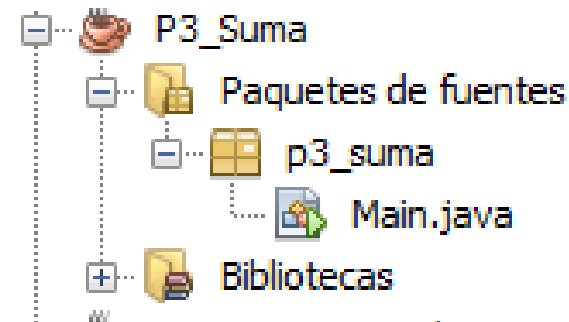 P3_Suma
Paquetes de fuentes
p3_suma
Main.java
Bibliotecas